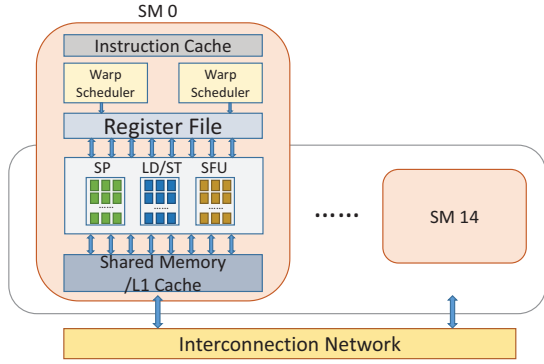 SM 0
Instruction Cache
Warp Scheduler
Warp Scheduler
Register File
SP LD/ST SFU
...... ...... ......
...... SM 14
Shared Memory
/L1 Cache
Interconnection Network